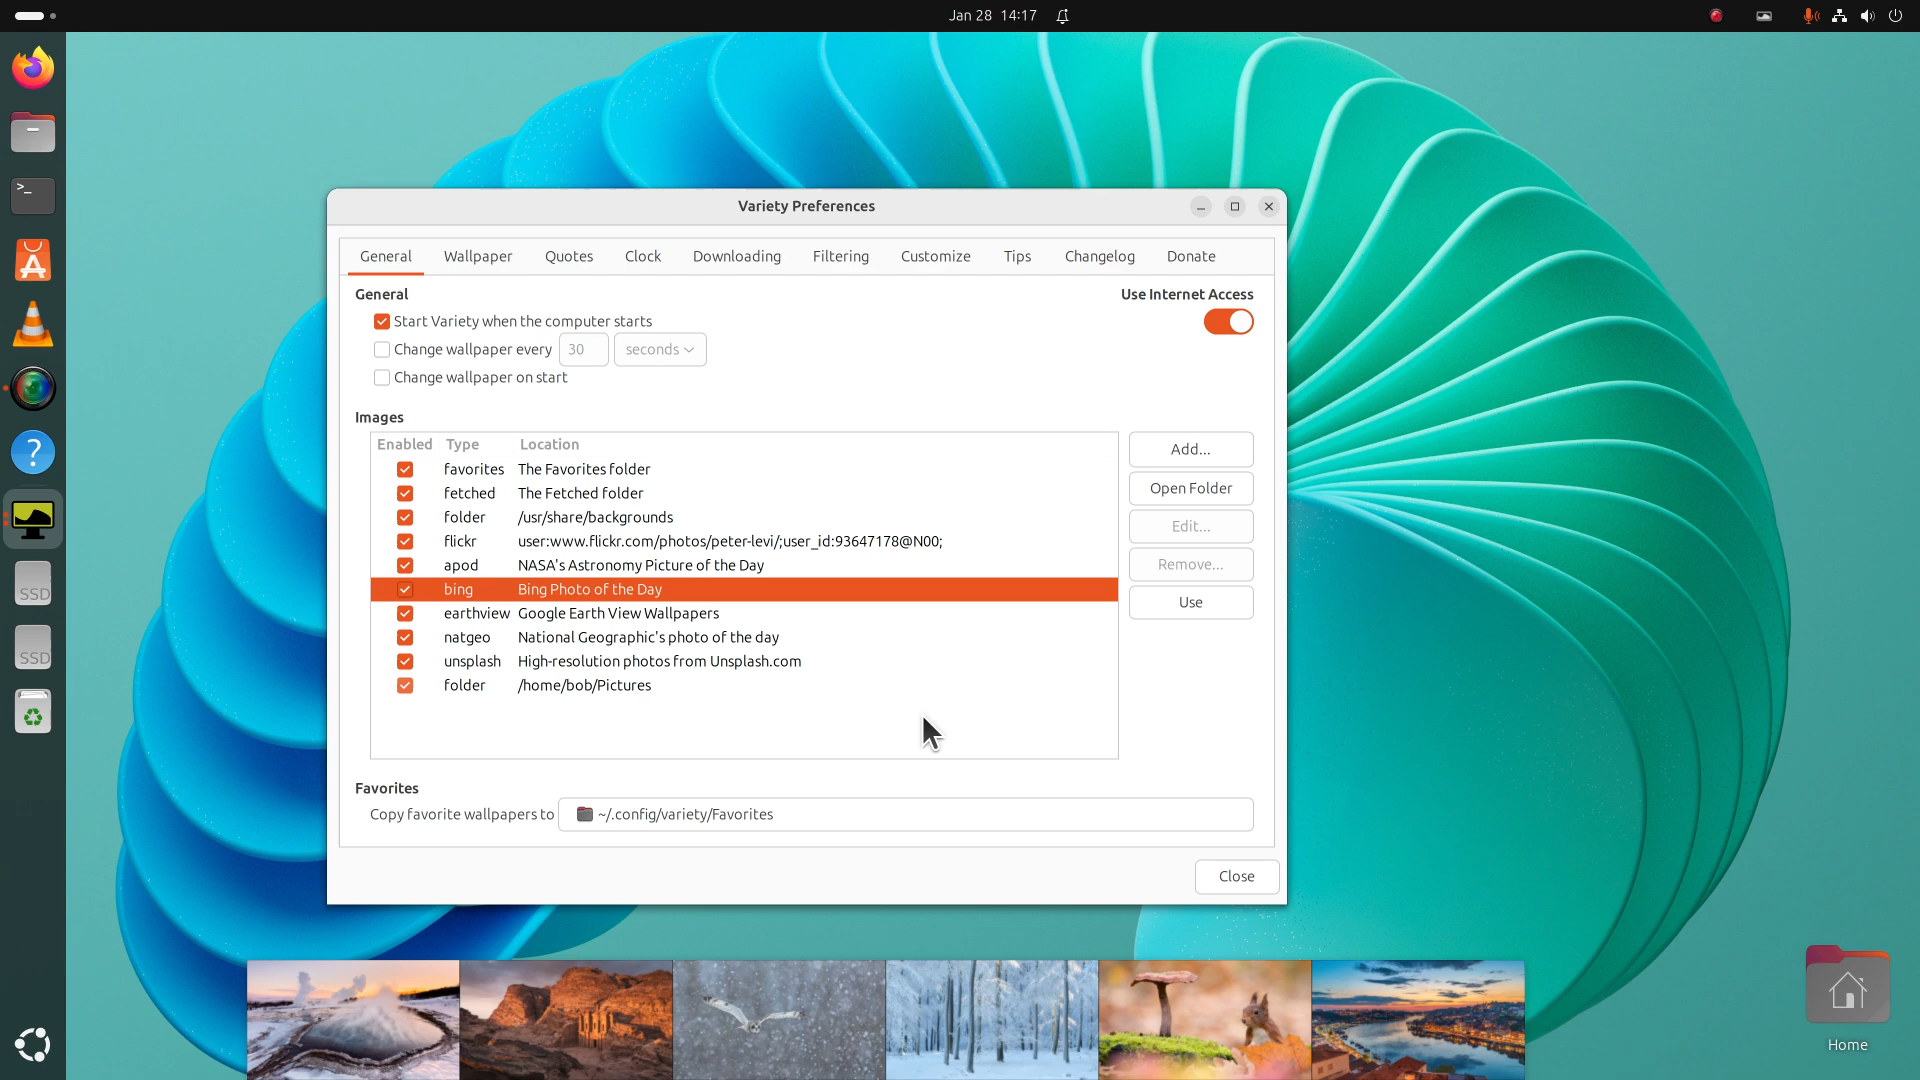 Jan 28 14:17
Variety Preferences
General Wallpaper Quotes Clock Downloading Filtering Customize Tips Changelog Donate
General
Use Internet Access
Start Variety when the computer starts
Change wallpaper every 30 seconds
Change wallpaper on start
Images
Enabled Type Location
favorites The Favorites folder
fetched The Fetched folder
folder /usr/share/backgrounds
flickr user:www.flickr.com/photos/peter-levi/;user_id:93647178@N00;
apod NASA's Astronomy Picture of the Day
bing Bing Photo of the Day
earthview Google Earth View Wallpapers
natgeo National Geographic's photo of the day
unsplash High-resolution photos from Unsplash.com
folder /home/bob/Pictures
Add...
Open Folder
Edit...
Remove...
Use
Favorites
Copy favorite wallpapers to ~/.config/variety/Favorites
Close
>_
A
?
SSD
SSD
Home